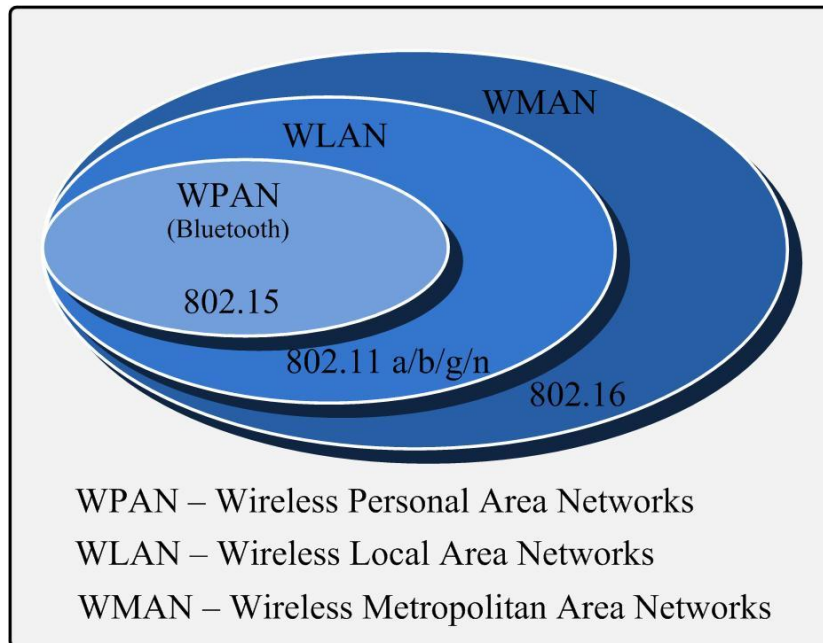 WMAN
WLAN
WPAN
(Bluetooth)
802.15
802.11 a/b/g/n
802.16
WPAN – Wireless Personal Area Networks
WLAN – Wireless Local Area Networks
WMAN – Wireless Metropolitan Area Networks